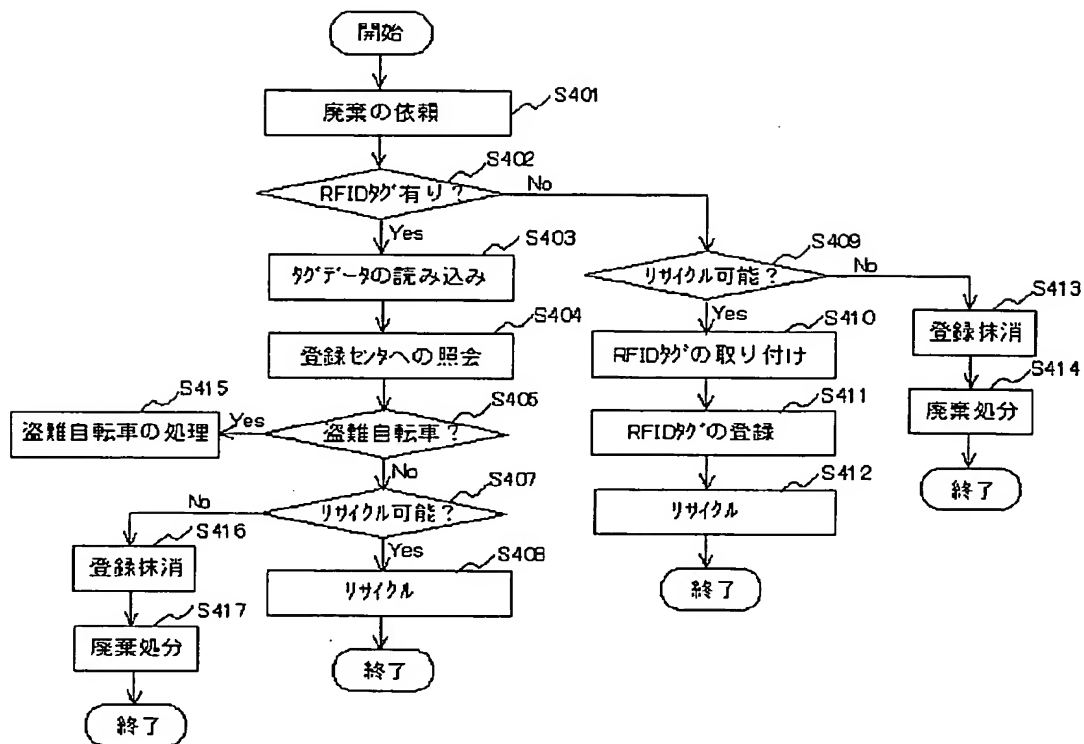 開始
廃棄の依頼
S401
RFIDﾀｸﾞ有り?
S402
No
Yes
ﾀｸﾞデータの読み込み
S403
登録センタへの照会
S404
盗難自転車?
S405
Yes
盗難自転車の処理
S415
No
ﾘｻｲｸﾙ可能?
S407
No
登録抹消
S416
廃棄処分
S417
終了
Yes
ﾘｻｲｸﾙ
S408
終了
ﾘｻｲｸﾙ可能?
S409
No
Yes
RFIDﾀｸﾞの取り付け
S410
RFIDﾀｸﾞの登録
S411
ﾘｻｲｸﾙ
S412
終了
登録抹消
S413
廃棄処分
S414
終了